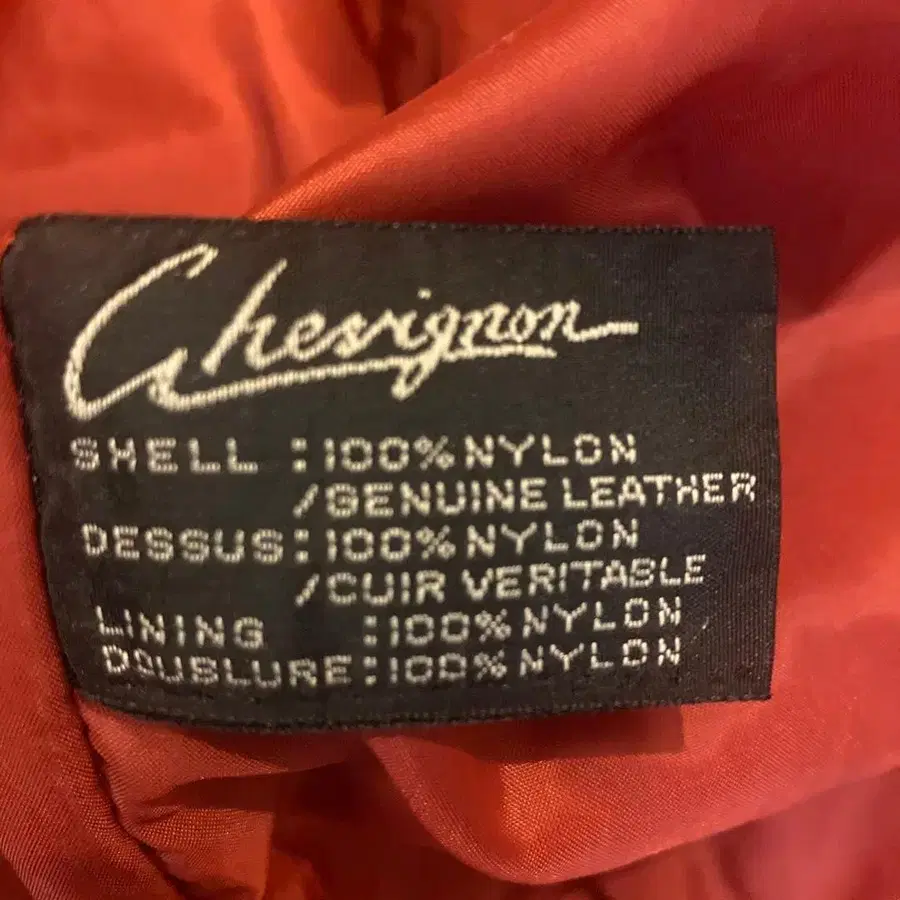 Chevignon
SHELL :100%NYLON
/GENUINE LEATHER
DESSUS:100%NYLON
/CUIR VERITABLE
LINING :100%NYLON
DOUBLURE:100%NYLON